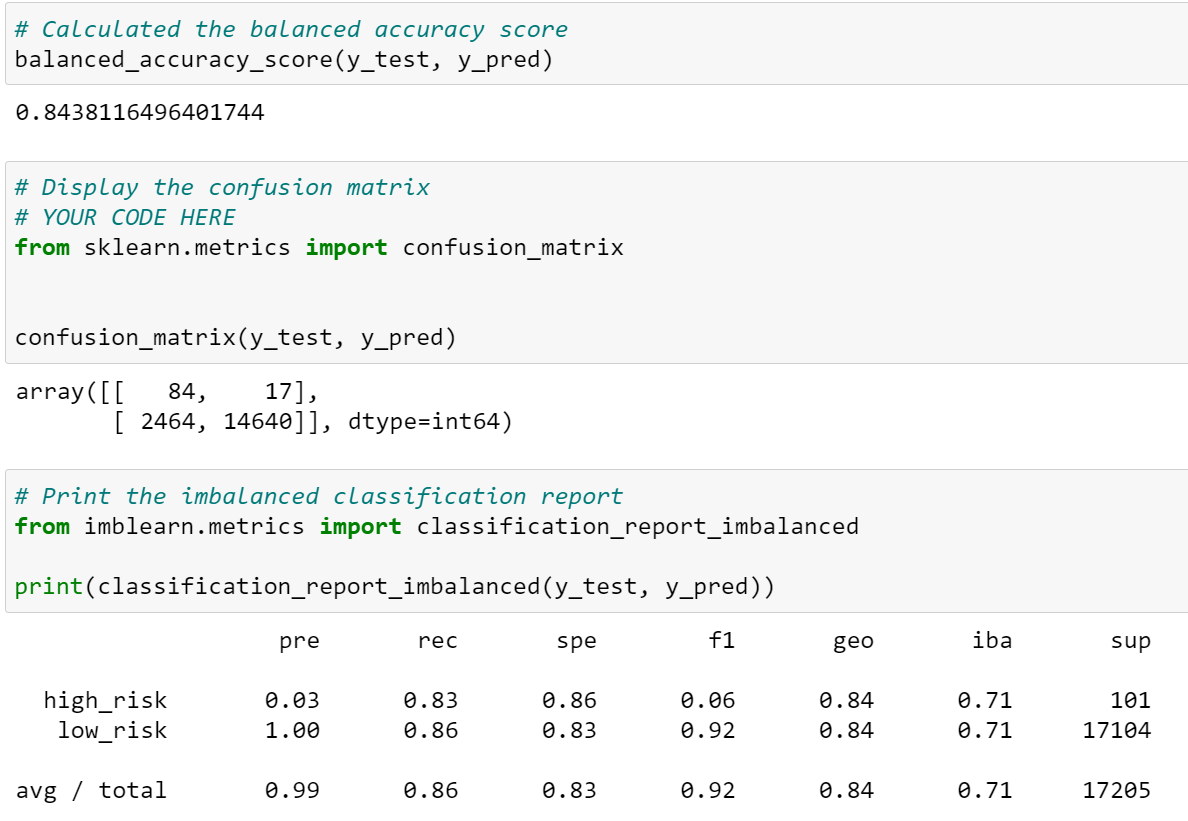 # Calculated the balanced accuracy score
balanced_accuracy_score(y_test, y_pred)
0.8438116496401744
# Display the confusion matrix
# YOUR CODE HERE
from sklearn.metrics import confusion_matrix
confusion_matrix(y_test, y_pred)
array([[   84,    17],
       [ 2464, 14640]], dtype=int64)
# Print the imbalanced classification report
from imblearn.metrics import classification_report_imbalanced
print(classification_report_imbalanced(y_test, y_pred))
                   pre       rec       spe        f1       geo       iba       sup
  high_risk       0.03      0.83      0.86      0.06      0.84      0.71       101
   low_risk       1.00      0.86      0.83      0.92      0.84      0.71     17104
avg / total       0.99      0.86      0.83      0.92      0.84      0.71     17205